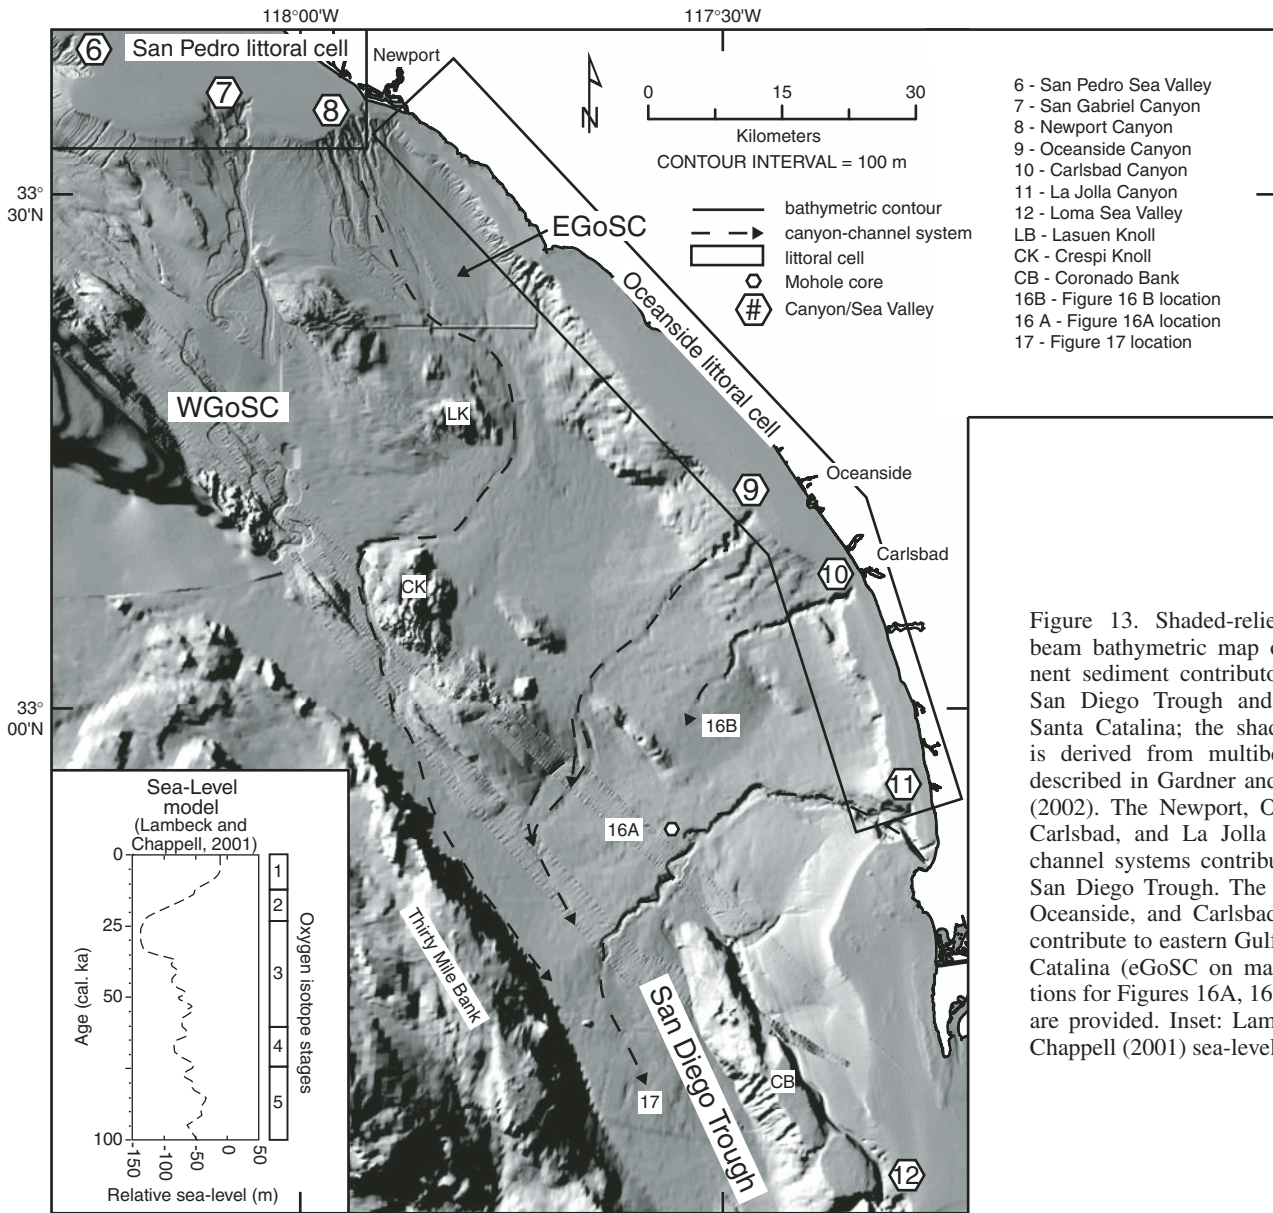 118°00'W
117°30'W
6
San Pedro littoral cell
Newport
7
8
N
0 15 30
Kilometers
CONTOUR INTERVAL = 100 m
bathymetric contour
canyon-channel system
littoral cell
Mohole core
# Canyon/Sea Valley
6 - San Pedro Sea Valley
7 - San Gabriel Canyon
8 - Newport Canyon
9 - Oceanside Canyon
10 - Carlsbad Canyon
11 - La Jolla Canyon
12 - Loma Sea Valley
LB - Lasuen Knoll
CK - Crespi Knoll
CB - Coronado Bank
16B - Figure 16 B location
16 A - Figure 16A location
17 - Figure 17 location
33°
30'N
EGoSC
Oceanside littoral cell
WGoSC
LK
9
Oceanside
Carlsbad
10
CK
33°
00'N
16B
11
16A
Thirty Mile Bank
San Diego Trough
CB
17
12
Sea-Level
model
(Lambeck and
Chappell, 2001)
0
25
50
100
Age (cal. ka)
1
2
3
4
5
Oxygen isotope stages
-150 -100 -50 0 50
Relative sea-level (m)
Figure 13. Shaded-relie
beam bathymetric map o
nent sediment contributo
San Diego Trough and
Santa Catalina; the shad
is derived from multibe
described in Gardner and
(2002). The Newport, O
Carlsbad, and La Jolla
channel systems contribu
San Diego Trough. The
Oceanside, and Carlsbad
contribute to eastern Gulf
Catalina (eGoSC on ma
tions for Figures 16A, 16
are provided. Inset: Lam
Chappell (2001) sea-level